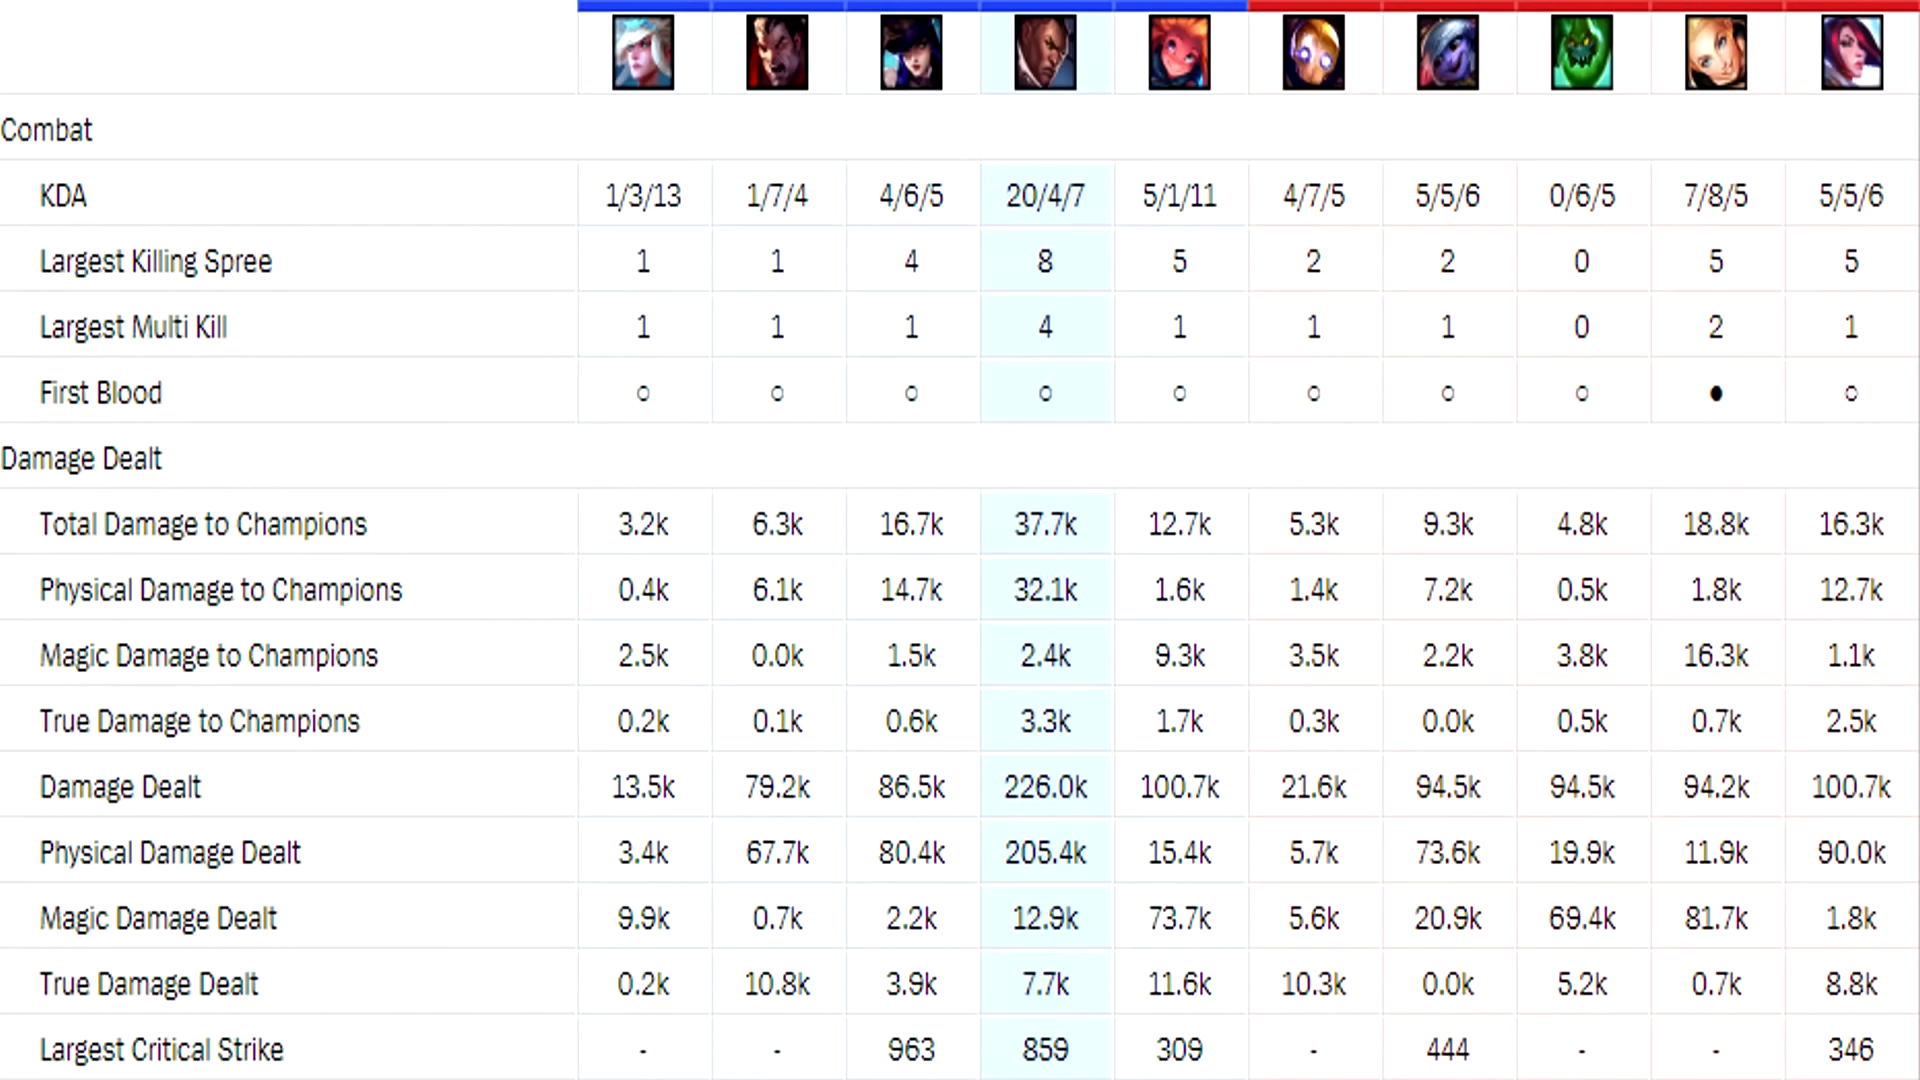 Combat
KDA 1/3/13 1/7/4 4/6/5 20/4/7 5/1/11 4/7/5 5/5/6 0/6/5 7/8/5 5/5/6
Largest Killing Spree 1 1 4 8 5 2 2 0 5 5
Largest Multi Kill 1 1 1 4 1 1 1 0 2 1
First Blood ○ ○ ○ ○ ○ ○ ○ ○ ● ○
Damage Dealt
Total Damage to Champions 3.2k 6.3k 16.7k 37.7k 12.7k 5.3k 9.3k 4.8k 18.8k 16.3k
Physical Damage to Champions 0.4k 6.1k 14.7k 32.1k 1.6k 1.4k 7.2k 0.5k 1.8k 12.7k
Magic Damage to Champions 2.5k 0.0k 1.5k 2.4k 9.3k 3.5k 2.2k 3.8k 16.3k 1.1k
True Damage to Champions 0.2k 0.1k 0.6k 3.3k 1.7k 0.3k 0.0k 0.5k 0.7k 2.5k
Damage Dealt 13.5k 79.2k 86.5k 226.0k 100.7k 21.6k 94.5k 94.5k 94.2k 100.7k
Physical Damage Dealt 3.4k 67.7k 80.4k 205.4k 15.4k 5.7k 73.6k 19.9k 11.9k 90.0k
Magic Damage Dealt 9.9k 0.7k 2.2k 12.9k 73.7k 5.6k 20.9k 69.4k 81.7k 1.8k
True Damage Dealt 0.2k 10.8k 3.9k 7.7k 11.6k 10.3k 0.0k 5.2k 0.7k 8.8k
Largest Critical Strike - - 963 859 309 - 444 - - 346